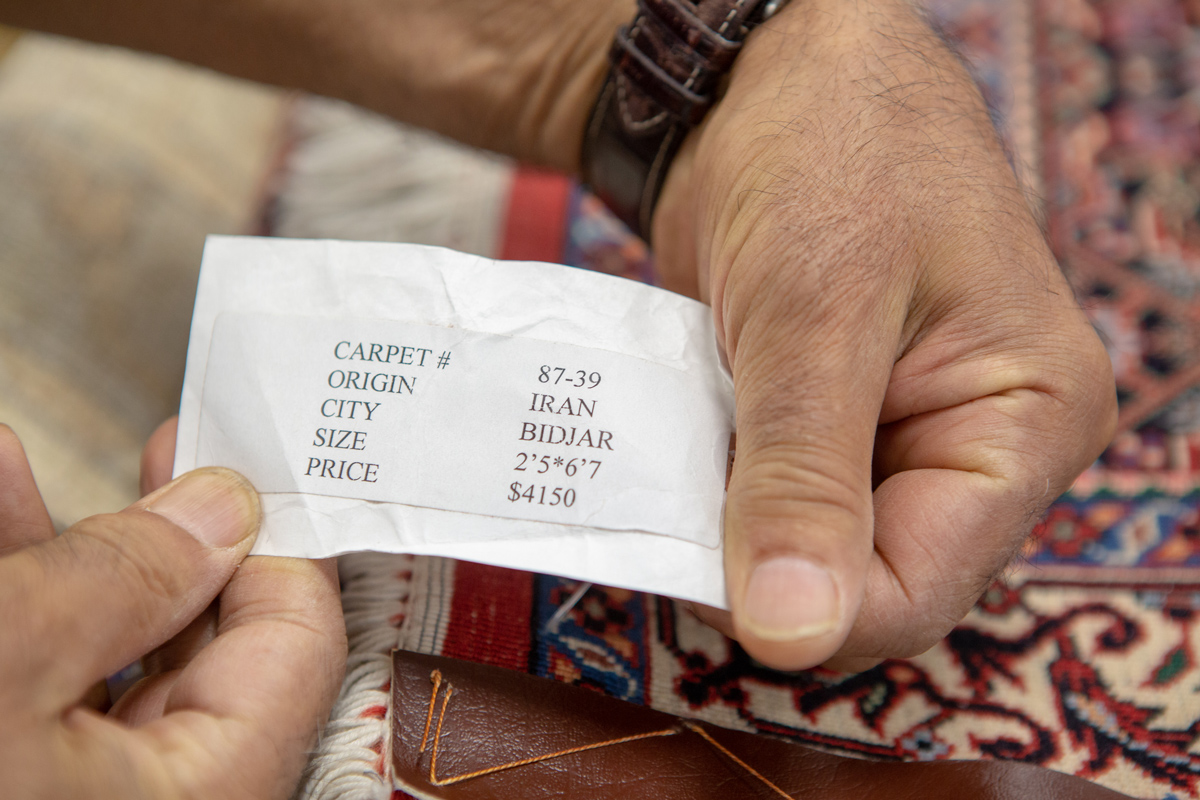 CARPET # 87-39
ORIGIN IRAN
CITY BIDJAR
SIZE 2'5*6'7
PRICE $4150